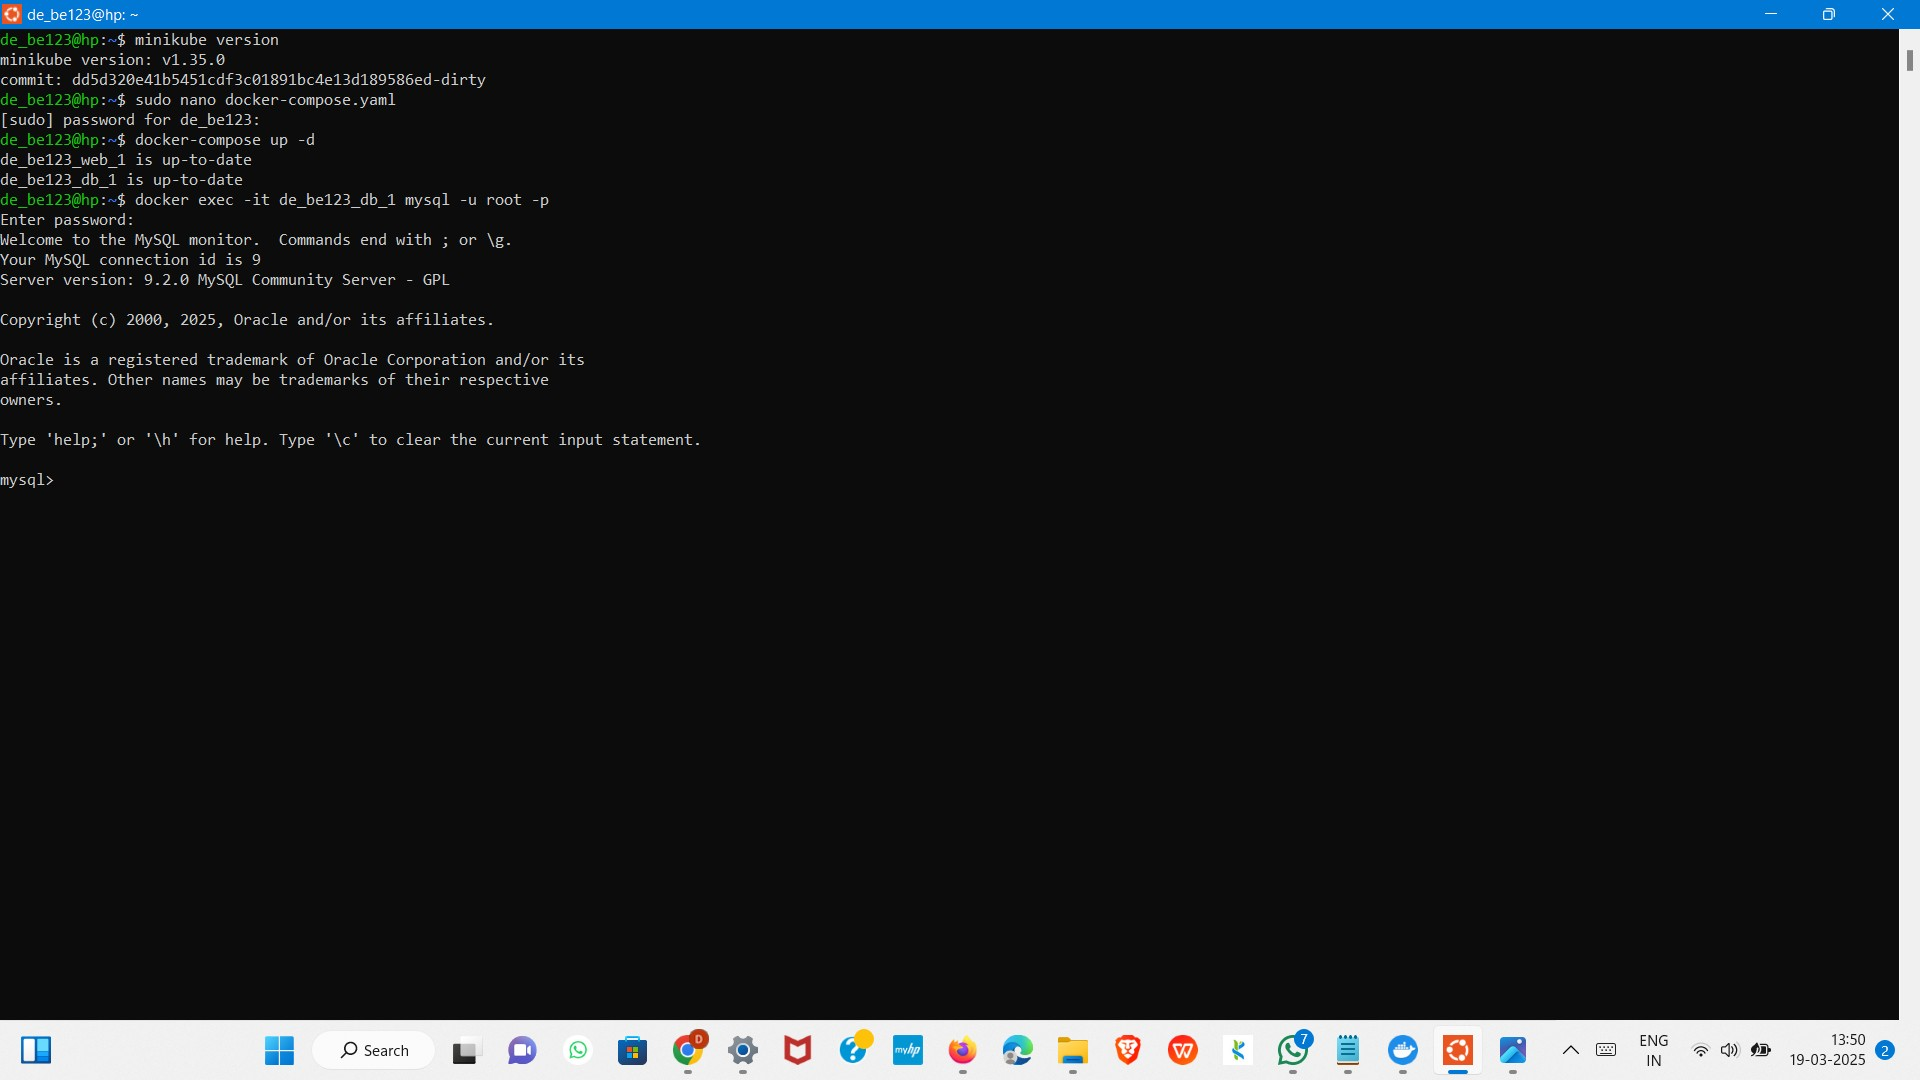 de_be123@hp: ~
de_be123@hp:~$ minikube version
minikube version: v1.35.0
commit: dd5d320e41b5451cdf3c01891bc4e13d189586ed-dirty
de_be123@hp:~$ sudo nano docker-compose.yaml
[sudo] password for de_be123:
de_be123@hp:~$ docker-compose up -d
de_be123_web_1 is up-to-date
de_be123_db_1 is up-to-date
de_be123@hp:~$ docker exec -it de_be123_db_1 mysql -u root -p
Enter password:
Welcome to the MySQL monitor.  Commands end with ; or \g.
Your MySQL connection id is 9
Server version: 9.2.0 MySQL Community Server - GPL
Copyright (c) 2000, 2025, Oracle and/or its affiliates.
Oracle is a registered trademark of Oracle Corporation and/or its
affiliates. Other names may be trademarks of their respective
owners.
Type 'help;' or '\h' for help. Type '\c' to clear the current input statement.
mysql>
Search
D
?
myhp
W
7
ENG
IN
13:50
19-03-2025
2